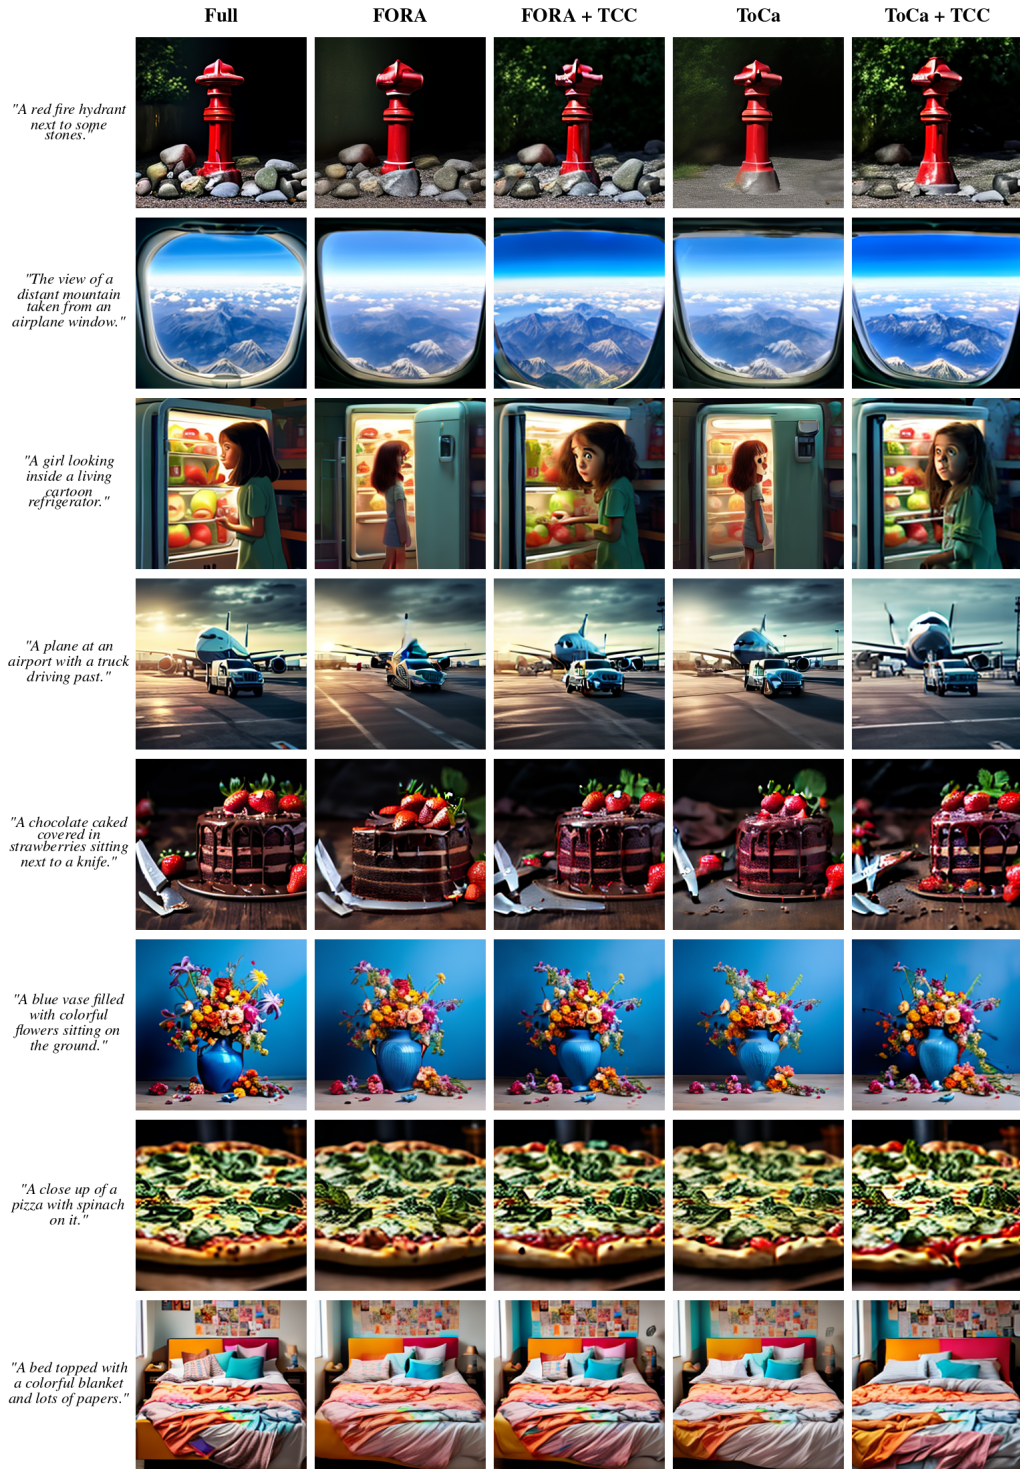 Full FORA FORA + TCC ToCa ToCa + TCC
"A red fire hydrant
next to some
stones."
"The view of a
distant mountain
taken from an
airplane window."
"A girl looking
inside a living
cartoon
refrigerator."
"A plane at an
airport with a truck
driving past."
"A chocolate caked
covered in
strawberries sitting
next to a knife."
"A blue vase filled
with colorful
flowers sitting on
the ground."
"A close up of a
pizza with spinach
on it."
"A bed topped with
a colorful blanket
and lots of papers."